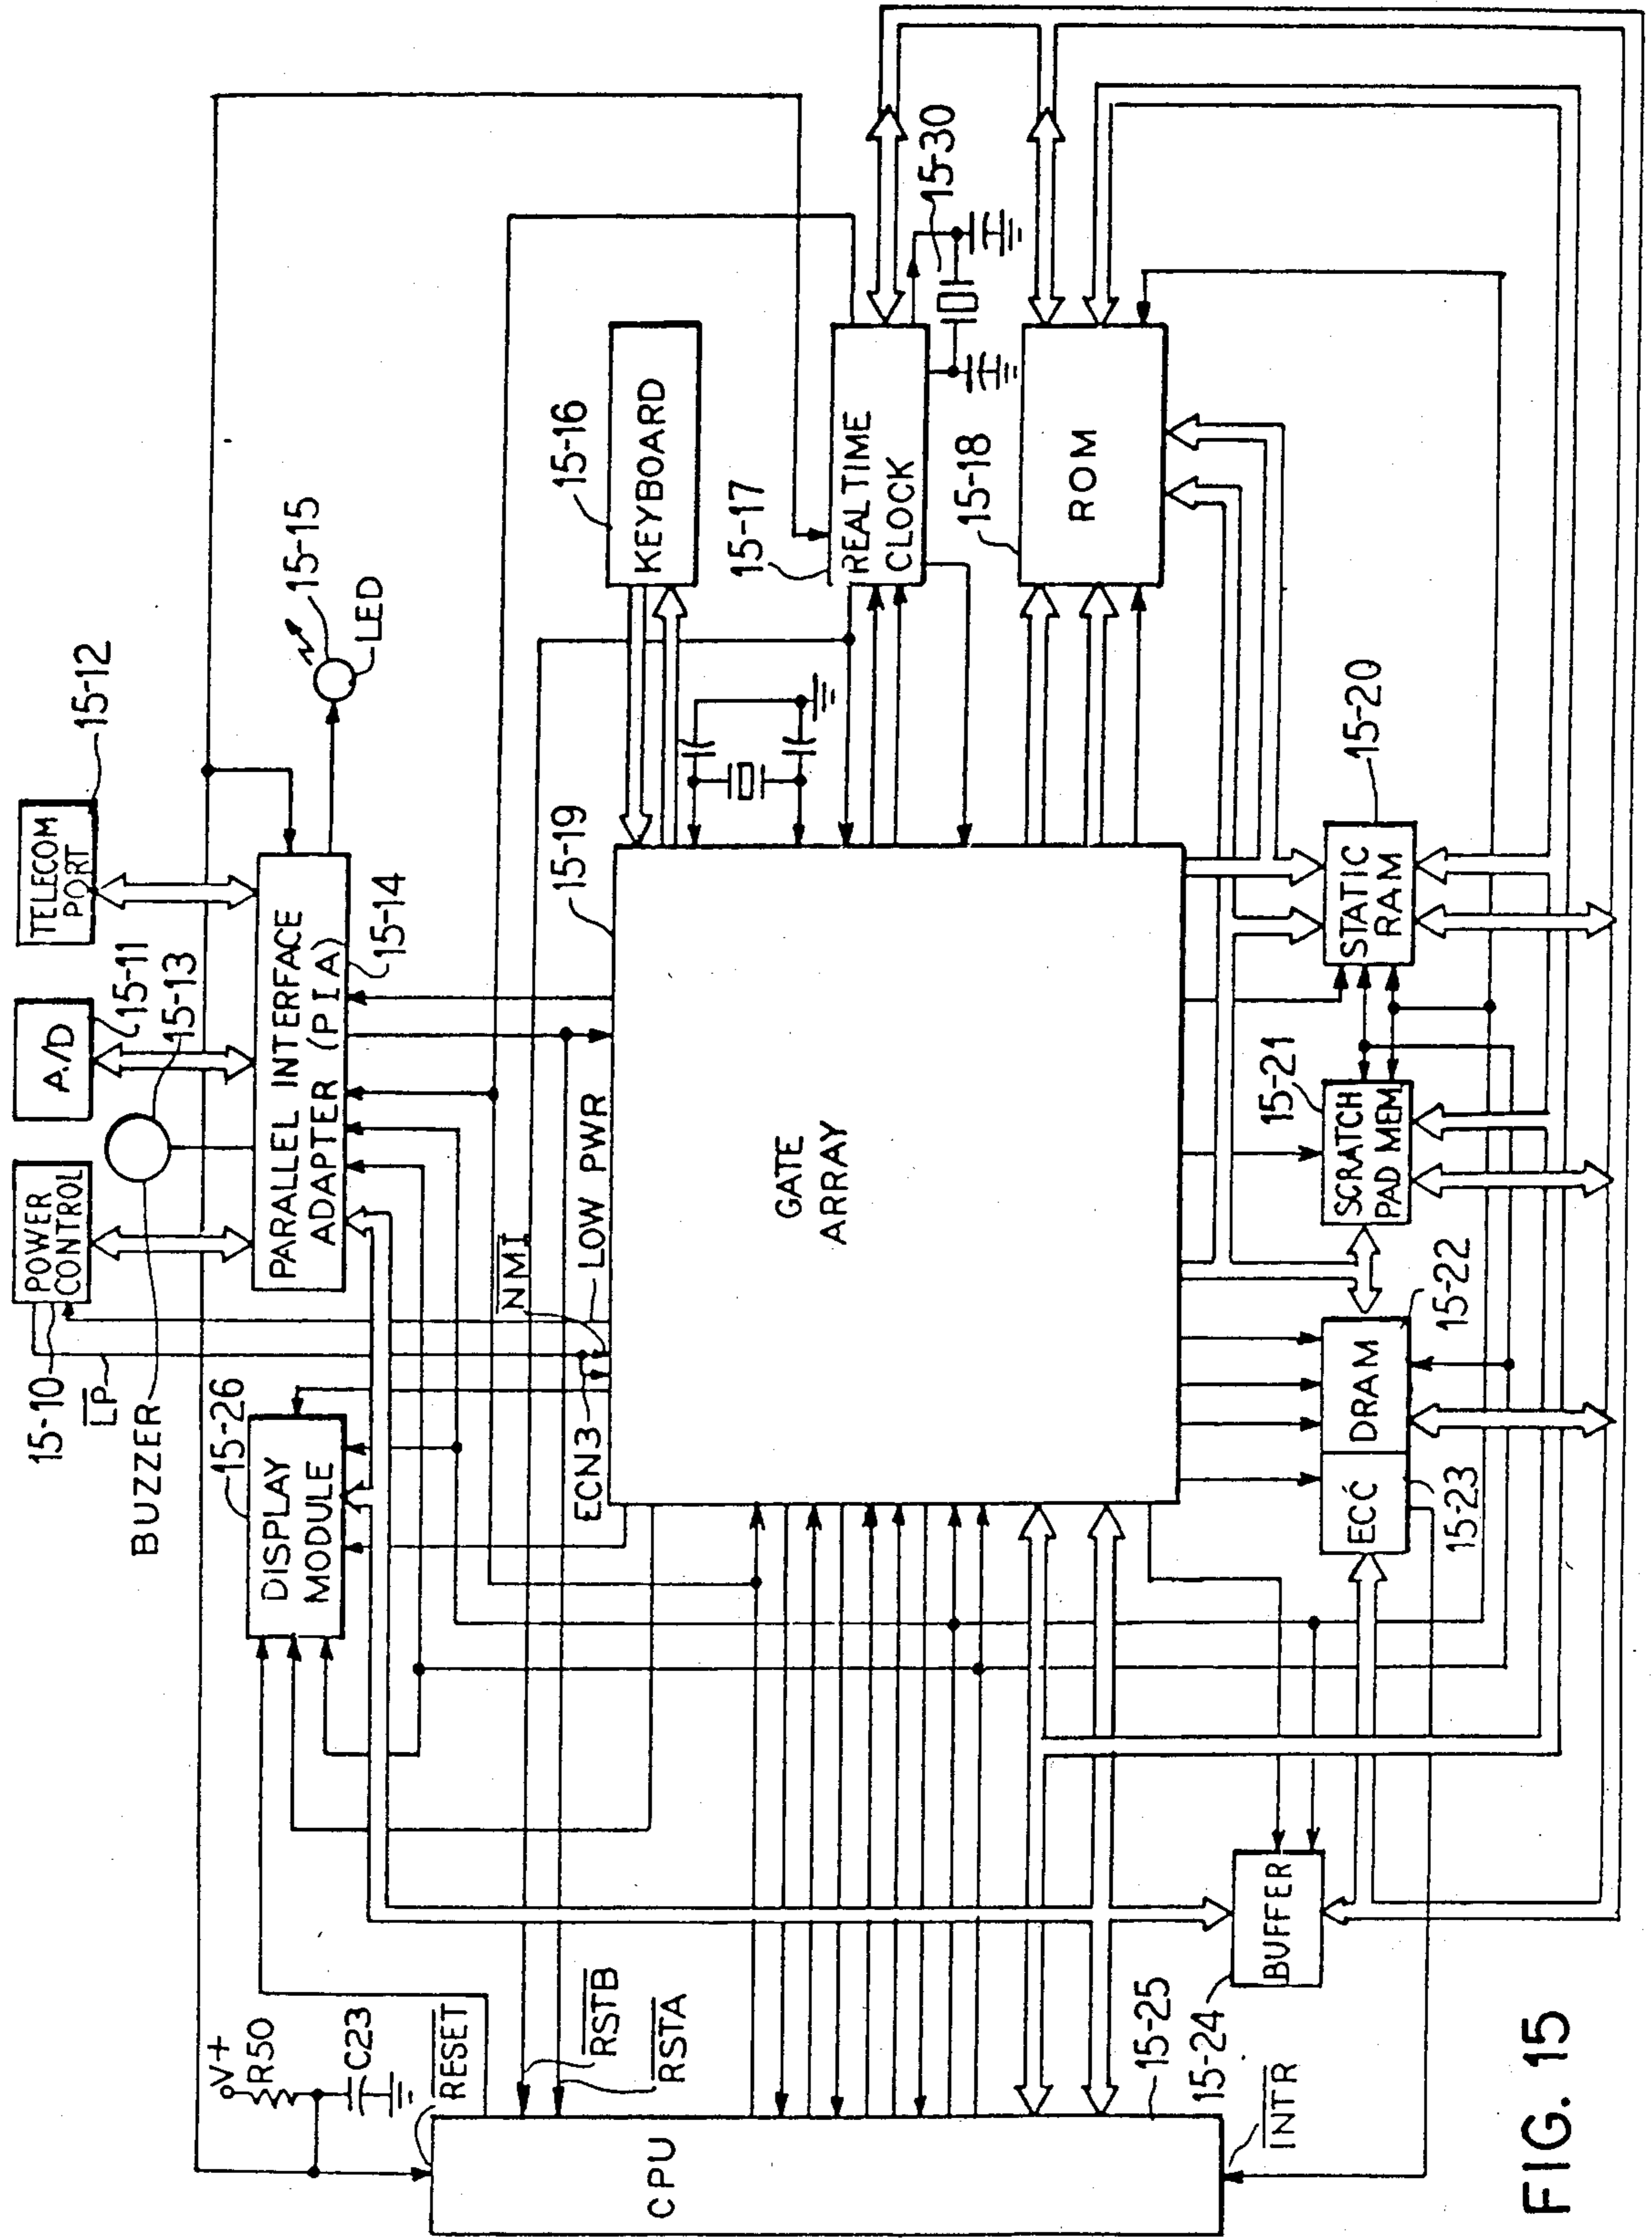 15-10
POWER
CONTROL
A/D
15-11
15-13
TELECOM
PORT
15-12
LP
BUZZER
15-26
DISPLAY
MODULE
PARALLEL INTERFACE
ADAPTER (PIA)
15-14
15-15
LED
V+
R50
C23
RESET
RSTB
RSTA
ECN3
NMI
LOW PWR
15-19
15-16
KEYBOARD
15-17
REALTIME
CLOCK
15-30
15-18
ROM
GATE
ARRAY
CPU
15-25
INTR
15-24
BUFFER
ECC
15-23
DRAM
15-22
15-21
SCRATCH
PAD MEM
STATIC
RAM
15-20
FIG. 15